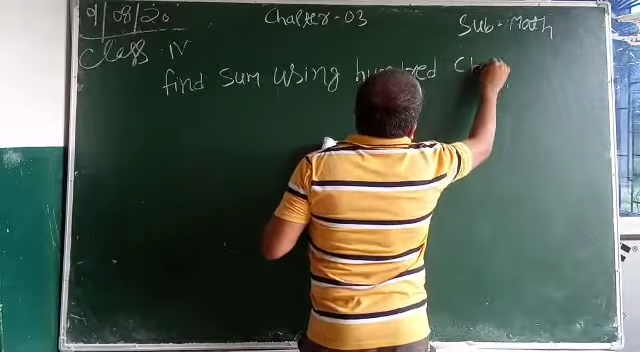 9/08/20 Chapter-03 Sub-Math
Class IV
find Sum Using hundred